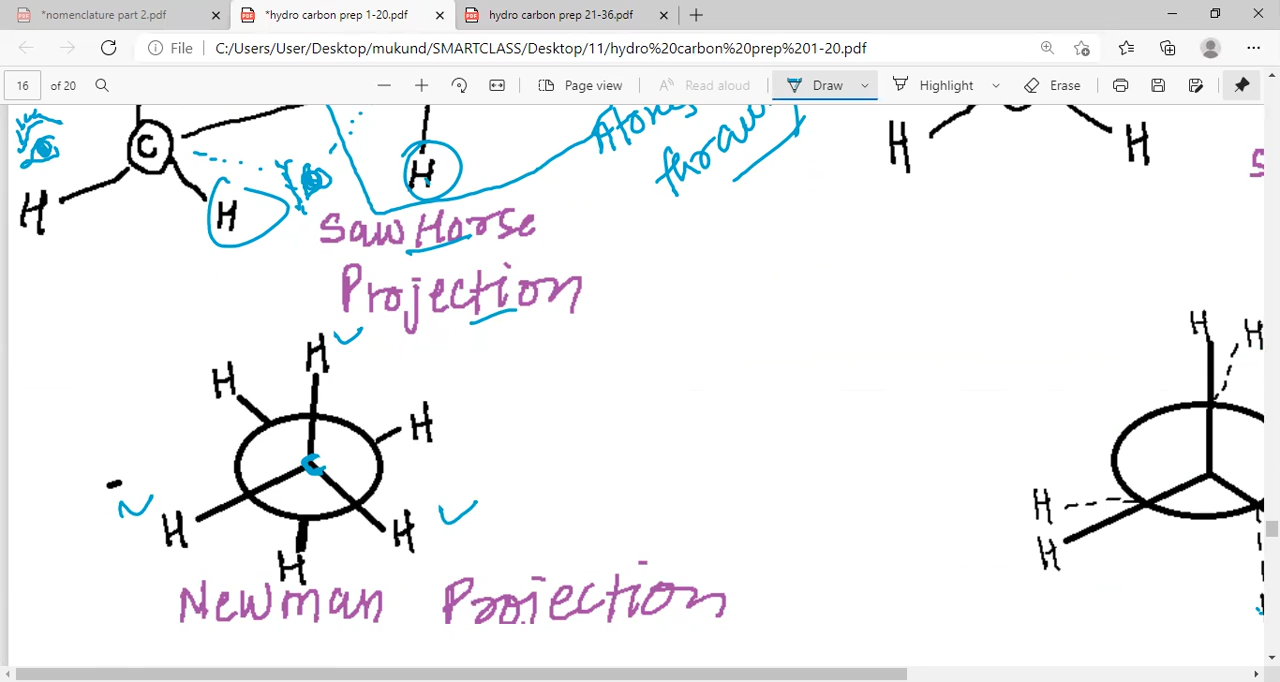 *nomenclature part 2.pdf
*hydro carbon prep 1-20.pdf
hydro carbon prep 21-36.pdf
File
C:/Users/User/Desktop/mukund/SMARTCLASS/Desktop/11/hydro%20carbon%20prep%201-20.pdf
16 of 20
Page view
Read aloud
Draw
Highlight
Erase
Atoms
C
H
H
H
H
H
S
Saw Horse
Projection
H
H
H
C
H
H
H
H
H
H
H
Newman Projection